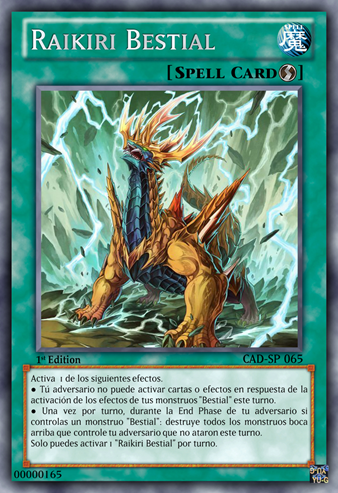 RAIKIRI BESTIAL
SPELL
魔
[SPELL CARD]
1st Edition
CAD-SP 065
Activa 1 de los siguientes efectos.
● Tú adversario no puede activar cartas o efectos en respuesta de la
activación de los efectos de tus monstruos "Bestial" este turno.
● Una vez por turno, durante la End Phase de tu adversario si
controlas un monstruo "Bestial": destruye todos los monstruos boca
arriba que controle tu adversario que no ataron este turno.
Solo puedes activar 1 "Raikiri Bestial" por turno.
00000165